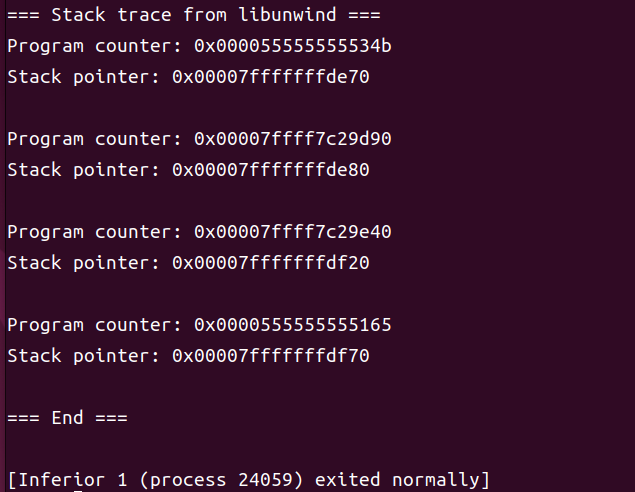 === Stack trace from libunwind ===
Program counter: 0x000055555555534b
Stack pointer: 0x00007fffffffde70
Program counter: 0x00007ffff7c29d90
Stack pointer: 0x00007fffffffde80
Program counter: 0x00007ffff7c29e40
Stack pointer: 0x00007fffffffdf20
Program counter: 0x0000555555555165
Stack pointer: 0x00007fffffffdf70
=== End ===
[Inferior 1 (process 24059) exited normally]